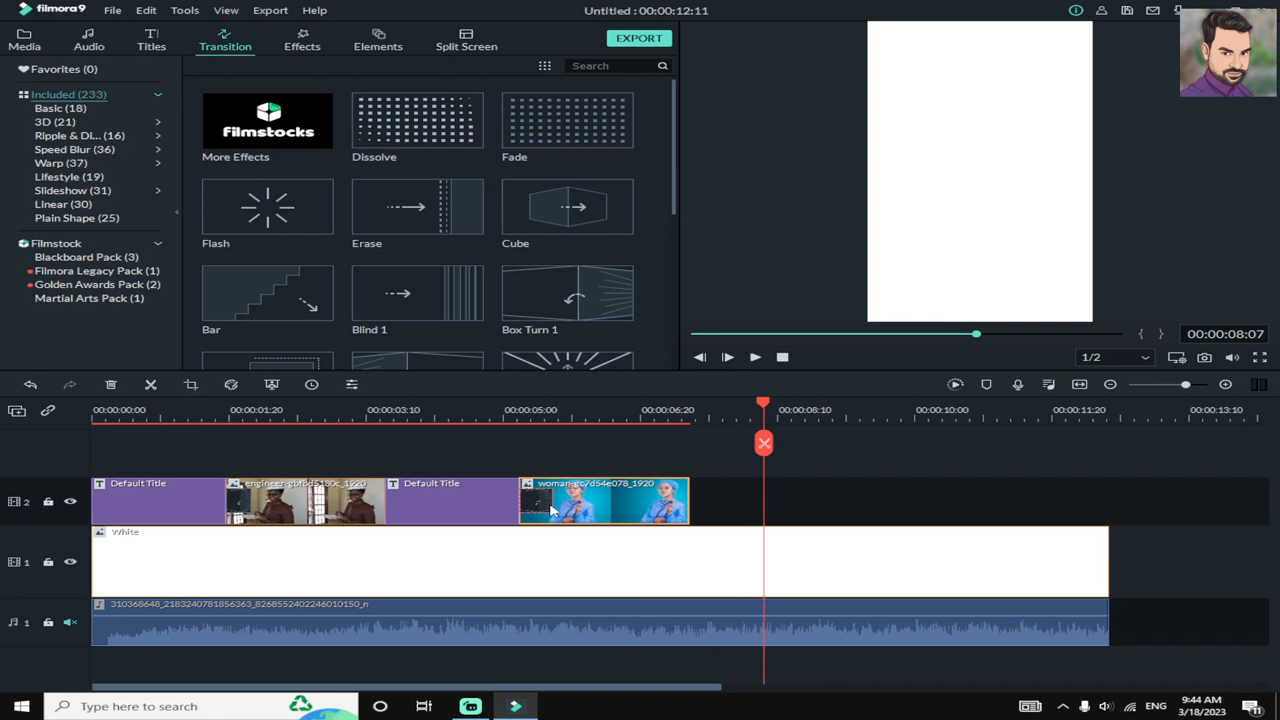 filmora9 File Edit Tools View Export Help Untitled : 00:00:12:11
Media Audio Titles Transition Effects Elements Split Screen EXPORT
Favorites (0)
Search
Included (233)
Basic (18)
3D (21)
Ripple & Di... (16)
Speed Blur (36)
Warp (37)
Lifestyle (19)
Slideshow (31)
Linear (30)
Plain Shape (25)
Filmstock
Blackboard Pack (3)
Filmora Legacy Pack (1)
Golden Awards Pack (2)
Martial Arts Pack (1)
filmstocks
More Effects Dissolve Fade
Flash Erase Cube
Bar Blind 1 Box Turn 1
{ } 00:00:08:07
1/2
00:00:00:00 00:00:01:20 00:00:03:10 00:00:05:00 00:00:06:20 00:00:08:10 00:00:10:00 00:00:11:20 00:00:13:10
2 T Default Title T Default Title woman-gc7d54e078_1920
1 White
1 310368648_2183240781856363_8268552402246010150_n
Type here to search
ENG
9:44 AM
3/18/2023
11